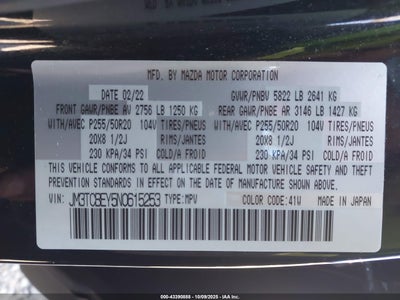 MFD. BY MAZDA MOTOR CORPORATION
DATE 02/22 GVWR/PNBV 5822 LB 2641 KG
FRONT GAWR/PNBE AV 2756 LB 1250 KG REAR GAWR/PNBE AR 3146 LB 1427 KG
WITH/AVEC P255/50R20 104V TIRES/PNEUS WITH/AVEC P255/50R20 104V TIRES/PNEUS
20X8 1/2J RIMS/JANTES 20X8 1/2J RIMS/JANTES
230 KPA/34 PSI COLD/A FROID 230 KPA/34 PSI COLD/A FROID
THIS VEHICLE CONFORMS TO ALL APPLICABLE FEDERAL MOTOR VEHICLE SAFETY,
BUMPER, AND THEFT PREVENTION STANDARDS IN EFFECT ON THE
DATE OF MANUFACTURE SHOWN ABOVE.
VIN: JM3TCBEY5N0615253 TYPE:MPV COLOR CODE:41W MADE IN JAPAN
000-43390888 - 10/09/2025 - IAAI.COM